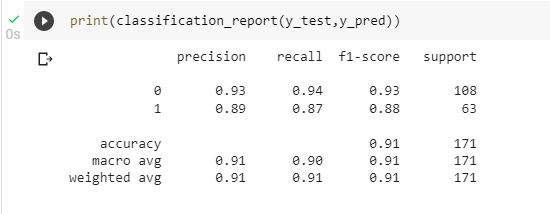 print(classification_report(y_test,y_pred))
0s
precision recall f1-score support
0 0.93 0.94 0.93 108
1 0.89 0.87 0.88 63
accuracy 0.91 171
macro avg 0.91 0.90 0.91 171
weighted avg 0.91 0.91 0.91 171